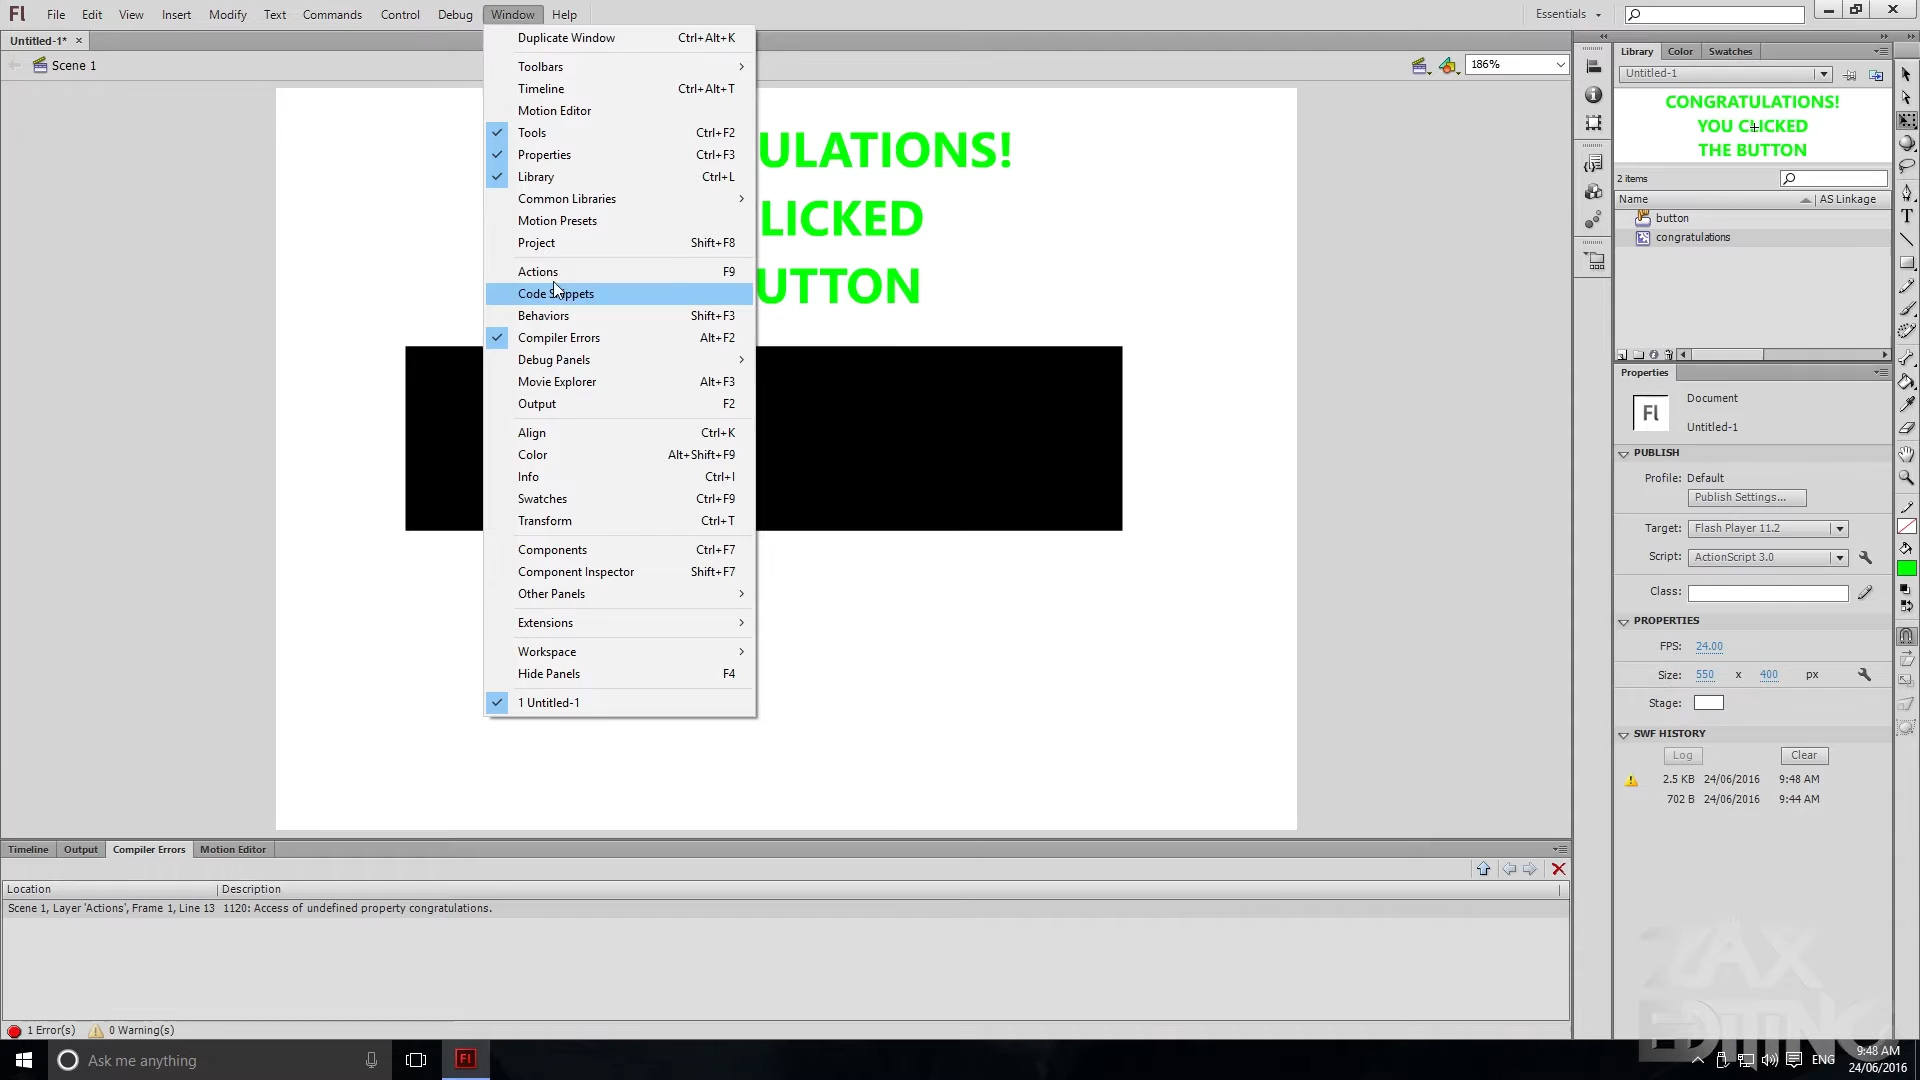 Fl File Edit View Insert Modify Text Commands Control Debug Window Help Essentials
Untitled-1* ×
Scene 1
186%
Duplicate Window Ctrl+Alt+K
Toolbars
Timeline Ctrl+Alt+T
Motion Editor
Tools Ctrl+F2
Properties Ctrl+F3
Library Ctrl+L
Common Libraries
Motion Presets
Project Shift+F8
Actions F9
Code Snippets
Behaviors Shift+F3
Compiler Errors Alt+F2
Debug Panels
Movie Explorer Alt+F3
Output F2
Align Ctrl+K
Color Alt+Shift+F9
Info Ctrl+I
Swatches Ctrl+F9
Transform Ctrl+T
Components Ctrl+F7
Component Inspector Shift+F7
Other Panels
Extensions
Workspace
Hide Panels F4
1 Untitled-1
ULATIONS!
LICKED
UTTON
Library Color Swatches
Untitled-1
CONGRATULATIONS!
YOU CLICKED
THE BUTTON
2 items
Name AS Linkage
button
congratulations
Properties
Fl Document
Untitled-1
PUBLISH
Profile: Default
Publish Settings...
Target: Flash Player 11.2
Script: ActionScript 3.0
Class:
PROPERTIES
FPS: 24.00
Size: 550 x 400 px
Stage:
SWF HISTORY
Log Clear
2.5 KB 24/06/2016 9:48 AM
702 B 24/06/2016 9:44 AM
Timeline Output Compiler Errors Motion Editor
Location Description
Scene 1, Layer 'Actions', Frame 1, Line 13 1120: Access of undefined property congratulations.
1 Error(s) 0 Warning(s)
ZAX
EDITING
Ask me anything
Fl
ENG
9:48 AM
24/06/2016